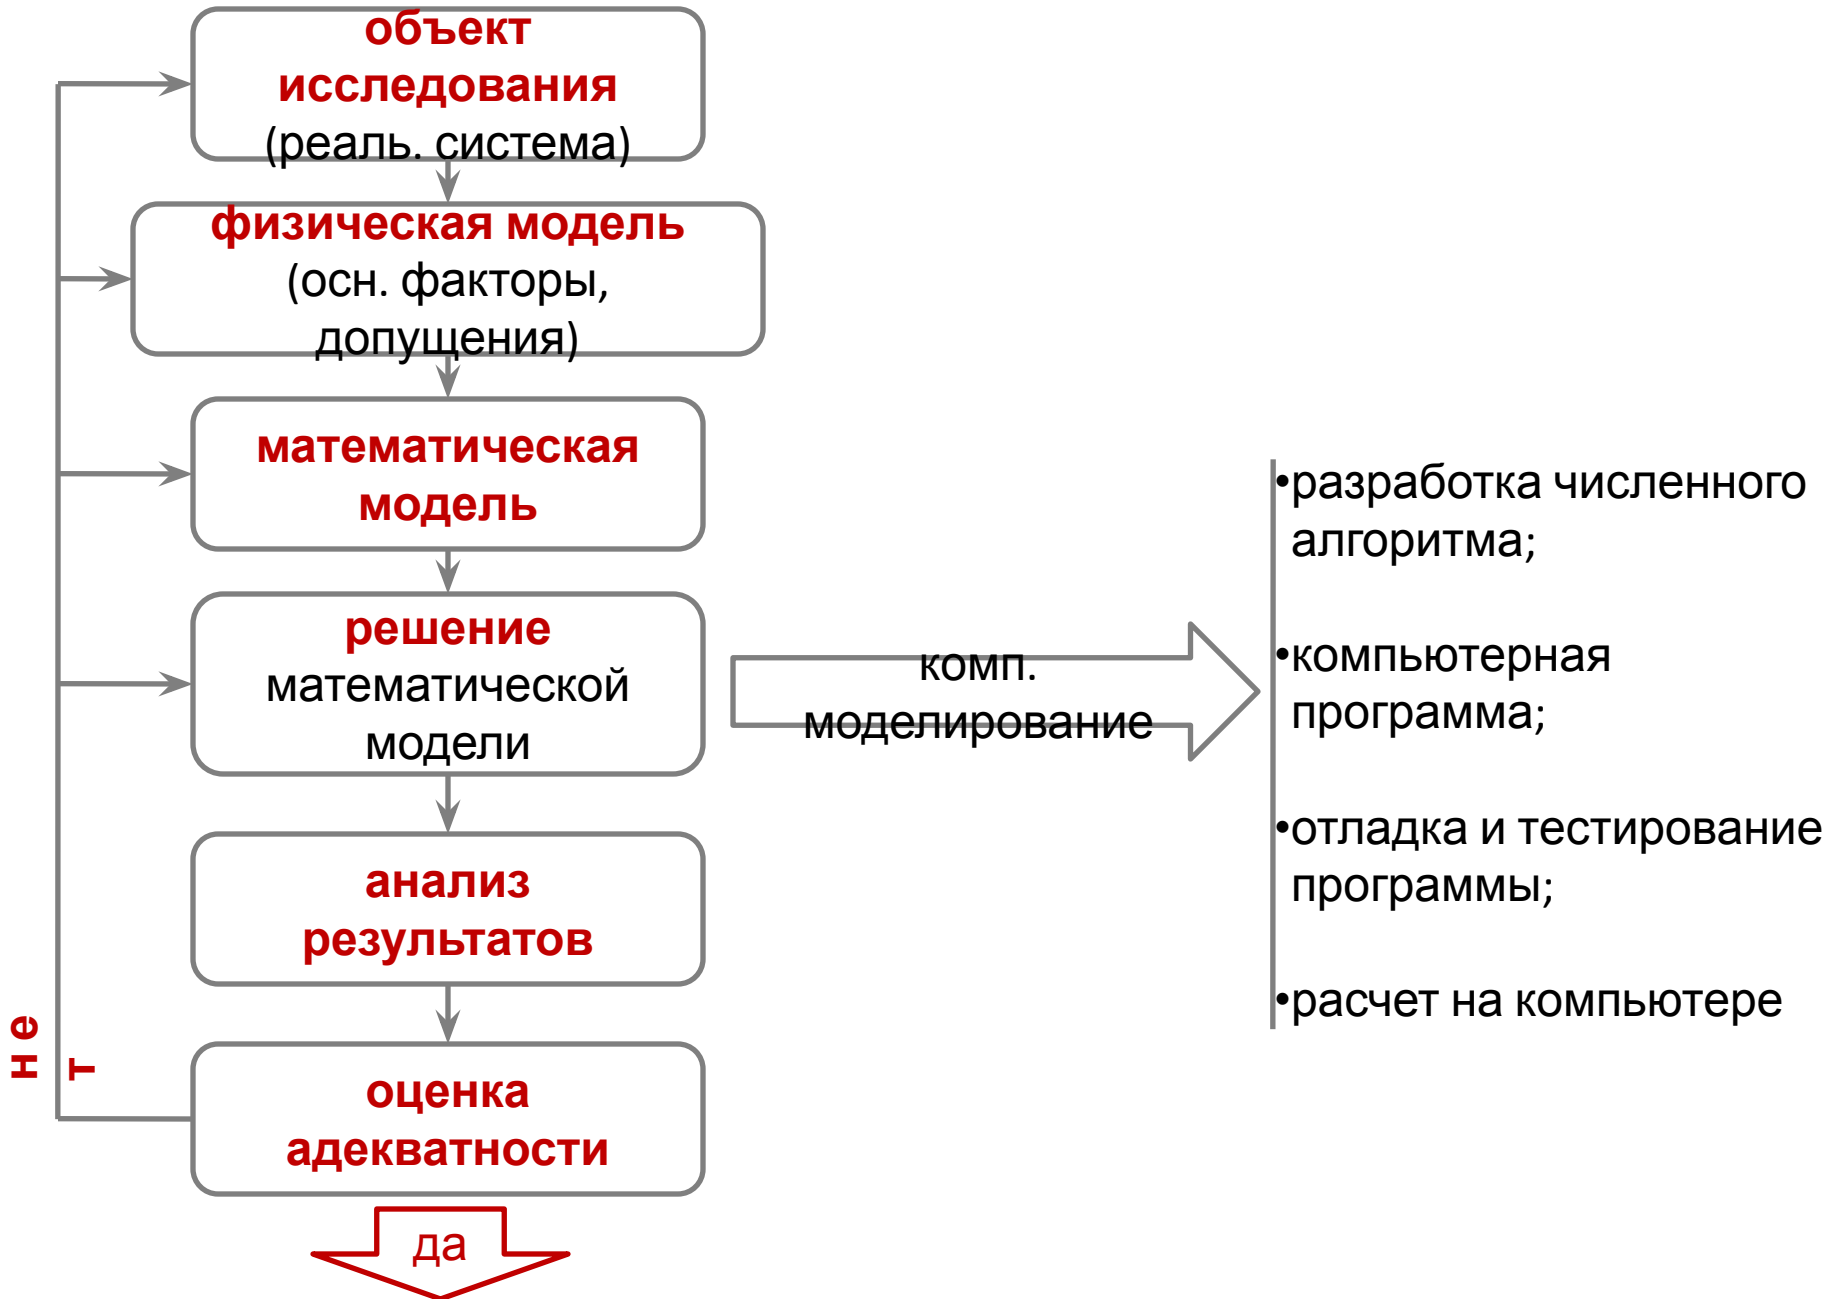 объект
исследования
(реаль. система)
физическая модель
(осн. факторы,
допущения)
математическая
модель
решение
математической
модели
комп.
моделирование
•разработка численного
алгоритма;
•компьютерная
программа;
•отладка и тестирование
программы;
•расчет на компьютере
анализ
результатов
не
т
оценка
адекватности
да